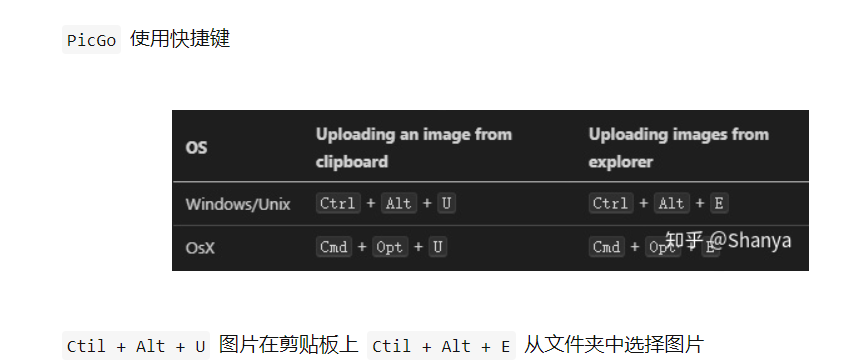 PicGo 使用快捷键
OS Uploading an image from clipboard Uploading images from explorer
Windows/Unix Ctrl + Alt + U Ctrl + Alt + E
OsX Cmd + Opt + U Cmd + Opt + E
知乎 @Shanya
Ctil + Alt + U 图片在剪贴板上 Ctil + Alt + E 从文件夹中选择图片